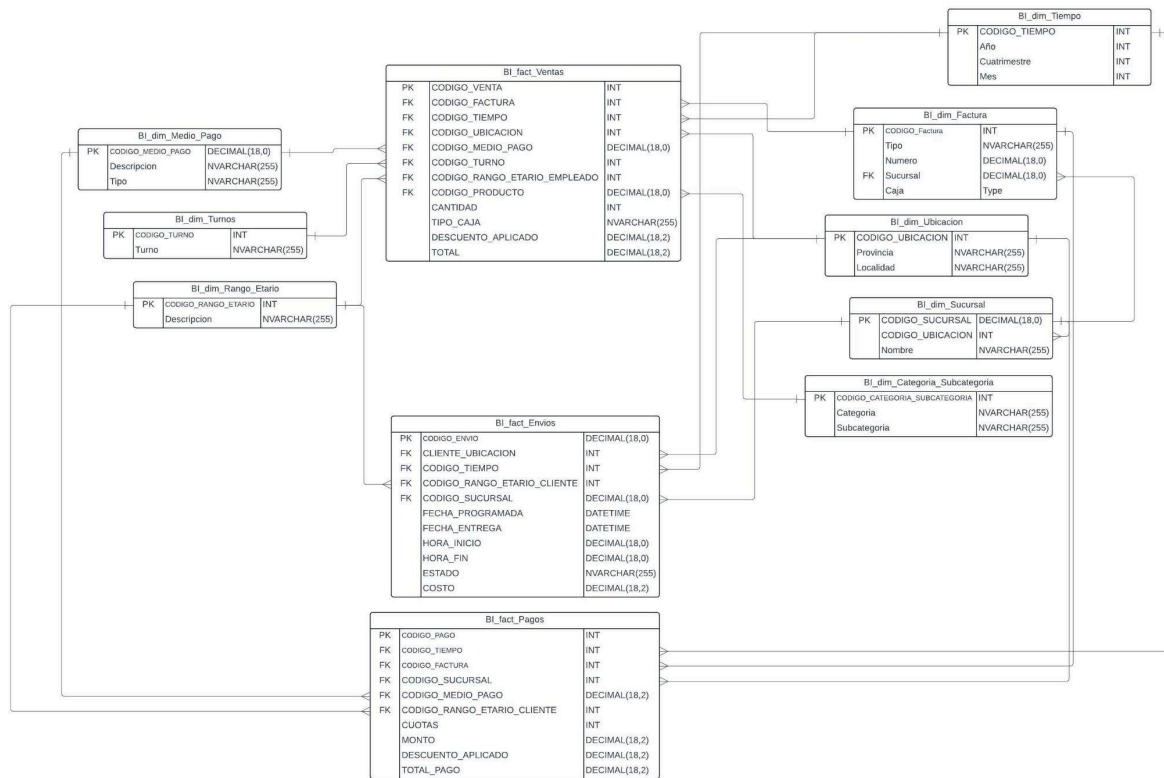 BI_dim_Tiempo
PK CODIGO_TIEMPO INT
Año INT
Cuatrimestre INT
Mes INT
BI_fact_Ventas
PK CODIGO_VENTA INT
FK CODIGO_FACTURA INT
FK CODIGO_TIEMPO INT
FK CODIGO_UBICACION INT
FK CODIGO_MEDIO_PAGO DECIMAL(18,0)
FK CODIGO_TURNO INT
FK CODIGO_RANGO_ETARIO_EMPLEADO INT
FK CODIGO_PRODUCTO DECIMAL(18,0)
CANTIDAD INT
TIPO_CAJA NVARCHAR(255)
DESCUENTO_APLICADO DECIMAL(18,2)
TOTAL DECIMAL(18,2)
BI_dim_Factura
PK CODIGO_Factura INT
Tipo NVARCHAR(255)
Numero DECIMAL(18,0)
FK Sucursal DECIMAL(18,0)
Caja Type
BI_dim_Medio_Pago
PK CODIGO_MEDIO_PAGO DECIMAL(18,0)
Descripcion NVARCHAR(255)
Tipo NVARCHAR(255)
BI_dim_Turnos
PK CODIGO_TURNO INT
Turno NVARCHAR(255)
BI_dim_Ubicacion
PK CODIGO_UBICACION INT
Provincia NVARCHAR(255)
Localidad NVARCHAR(255)
BI_dim_Rango_Etario
PK CODIGO_RANGO_ETARIO INT
Descripcion NVARCHAR(255)
BI_dim_Sucursal
PK CODIGO_SUCURSAL DECIMAL(18,0)
CODIGO_UBICACION INT
Nombre NVARCHAR(255)
BI_dim_Categoria_Subcategoria
PK CODIGO_CATEGORIA_SUBCATEGORIA INT
Categoria NVARCHAR(255)
Subcategoria NVARCHAR(255)
BI_fact_Envios
PK CODIGO_ENVIO DECIMAL(18,0)
FK CLIENTE_UBICACION INT
FK CODIGO_TIEMPO INT
FK CODIGO_RANGO_ETARIO_CLIENTE INT
FK CODIGO_SUCURSAL DECIMAL(18,0)
FECHA_PROGRAMADA DATETIME
FECHA_ENTREGA DATETIME
HORA_INICIO DECIMAL(18,0)
HORA_FIN DECIMAL(18,0)
ESTADO NVARCHAR(255)
COSTO DECIMAL(18,2)
BI_fact_Pagos
PK CODIGO_PAGO INT
FK CODIGO_TIEMPO INT
FK CODIGO_FACTURA INT
FK CODIGO_SUCURSAL INT
FK CODIGO_MEDIO_PAGO DECIMAL(18,2)
FK CODIGO_RANGO_ETARIO_CLIENTE INT
CUOTAS INT
MONTO DECIMAL(18,2)
DESCUENTO_APLICADO DECIMAL(18,2)
TOTAL_PAGO DECIMAL(18,2)